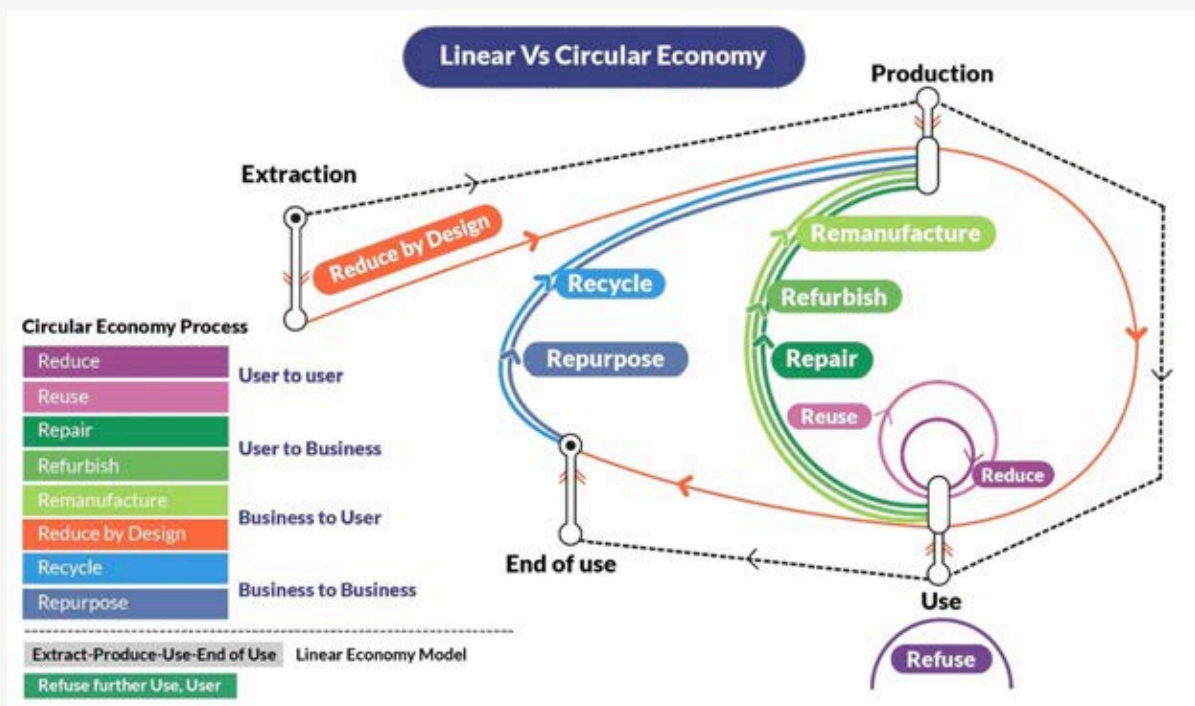 Linear Vs Circular Economy
Production
Extraction
Reduce by Design
Remanufacture
Recycle
Refurbish
Repurpose
Repair
Reuse
Reduce
End of use
Use
Refuse
Circular Economy Process
Reduce
Reuse
User to user
Repair
Refurbish
User to Business
Remanufacture
Reduce by Design
Business to User
Recycle
Repurpose
Business to Business
Extract-Produce-Use-End of Use Linear Economy Model
Refuse further Use, User